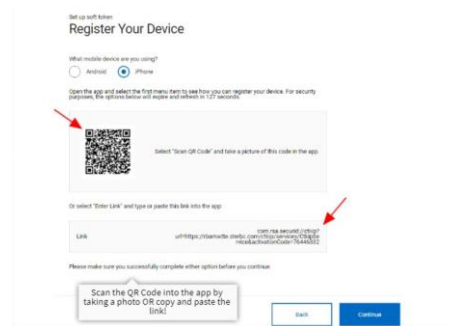 Set up soft token
Register Your Device
What mobile device are you using?
Android iPhone
Open the app and select the first menu item to see how you can register your device. For security
purposes, the options below will expire and refresh in 127 seconds.
Select "Scan QR Code" and take a picture of this code in the app.
Or select "Enter Link" and type or paste this link into the app
Link
com.rsa.securid://ctkip?
Please make sure you successfully complete either option before you continue.
Scan the QR Code into the app by
taking a photo OR copy and paste the
link!
Back Continue